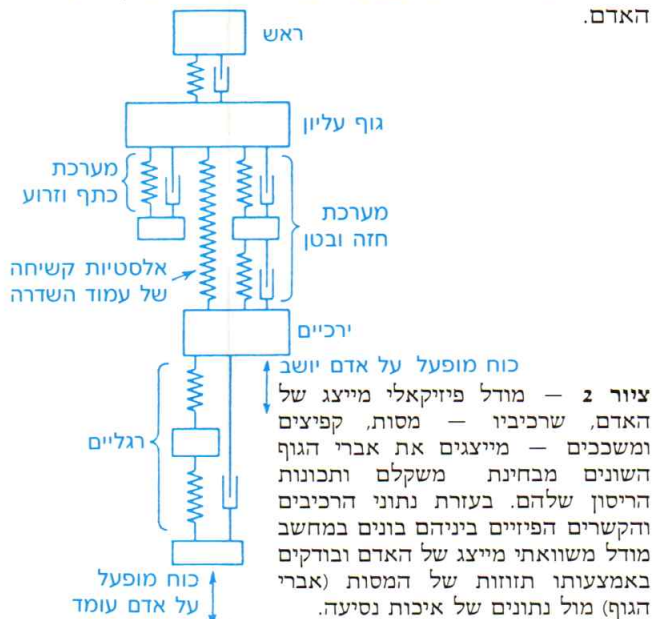 האדם.
ראש
גוף עליון
מערכת
כתף וזרוע
מערכת
חזה ובטן
אלסטיות קשיחה
של עמוד השדרה
ירכיים
כוח מופעל על אדם יושב
רגליים
כוח מופעל
על אדם עומד
ציור 2 — מודל פיזיקאלי מייצג של
האדם, שרכיביו — מסות, קפיצים
ומשככים — מייצגים את אברי הגוף
השונים מבחינת משקלם ותכונות
הריסון שלהם. בעזרת נתוני הרכיבים
והקשרים הפיזיים ביניהם בונים במחשב
מודל משוואתי מייצג של האדם ובודקים
באמצעותו תזוזות של המסות (אברי
הגוף) מול נתונים של איכות נסיעה.